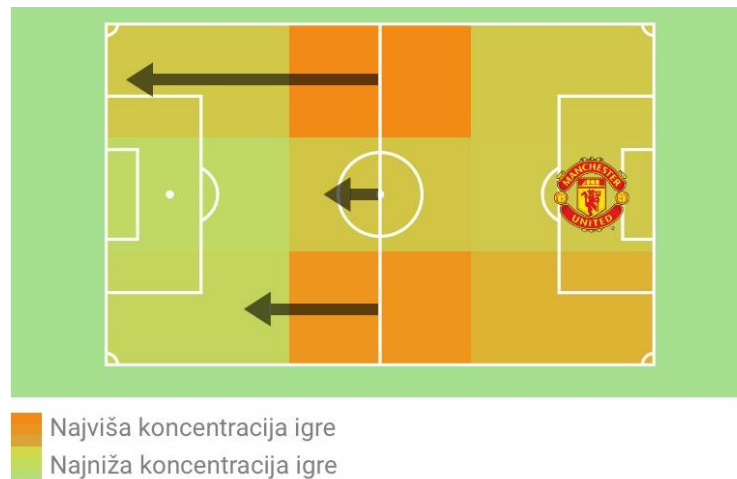 MANCHESTER
UNITED
Najviša koncentracija igre
Najniža koncentracija igre